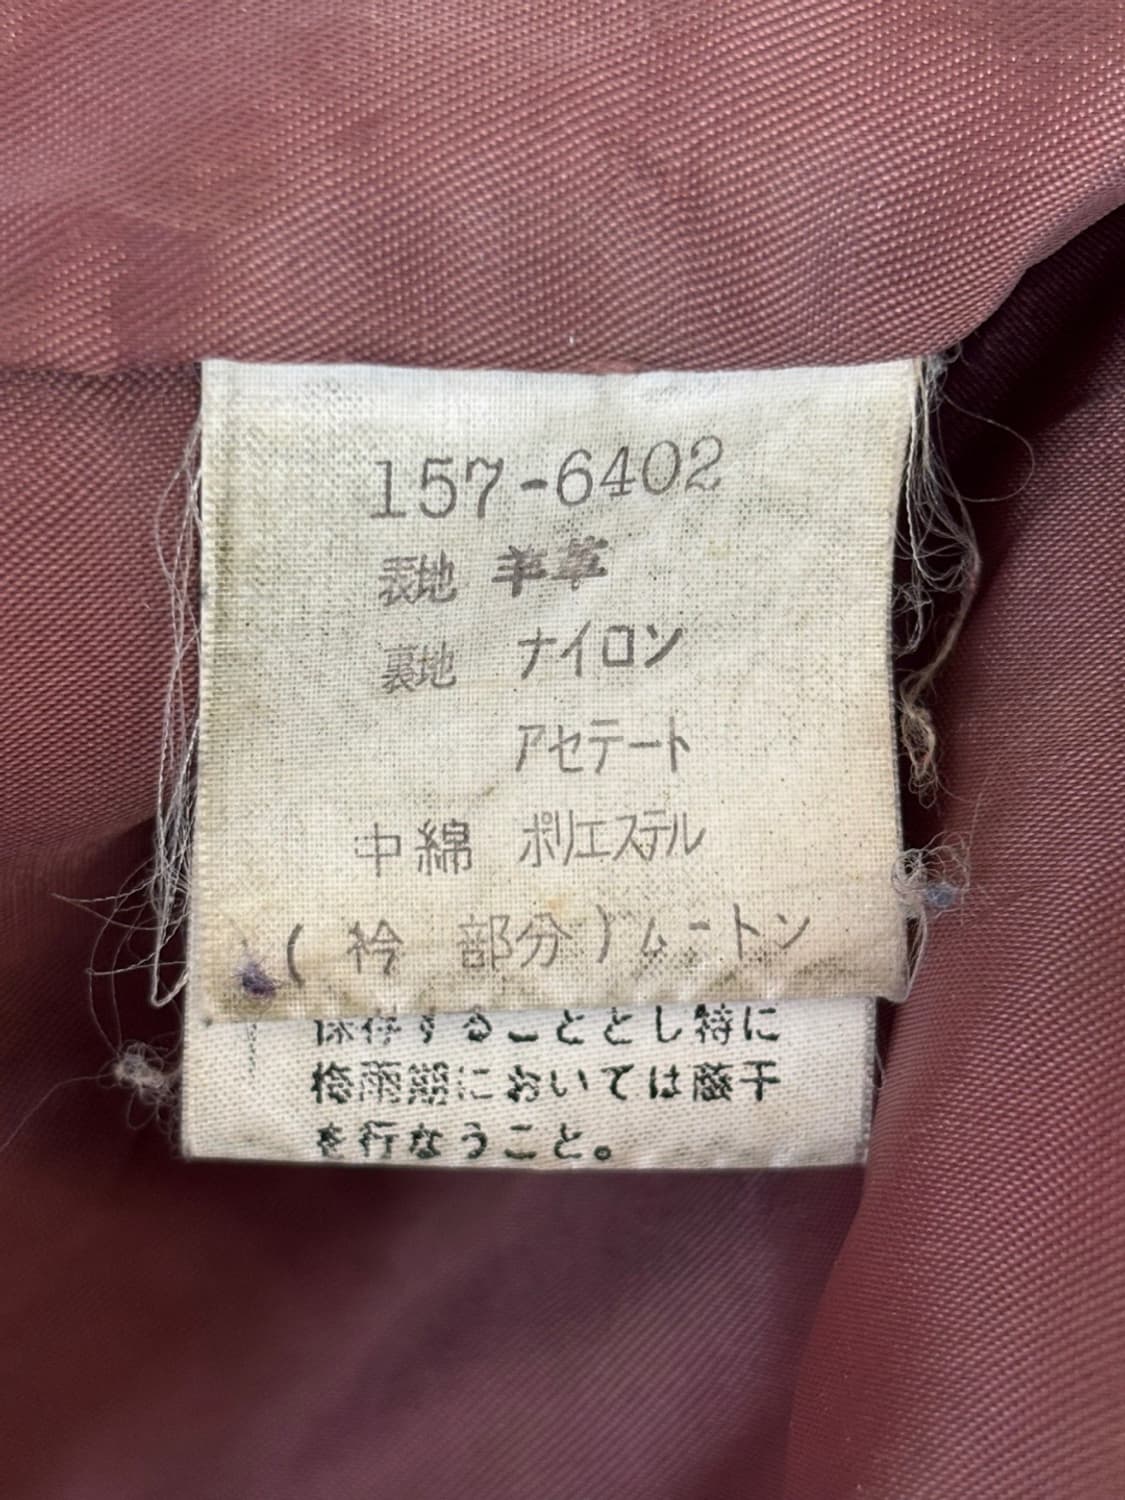 157-6402
表地 羊革
裏地 ナイロン
アセテート
中綿 ポリエステル
(衿 部分)ムートン
保存することとし特に
梅雨期においては蔭干
を行なうこと。